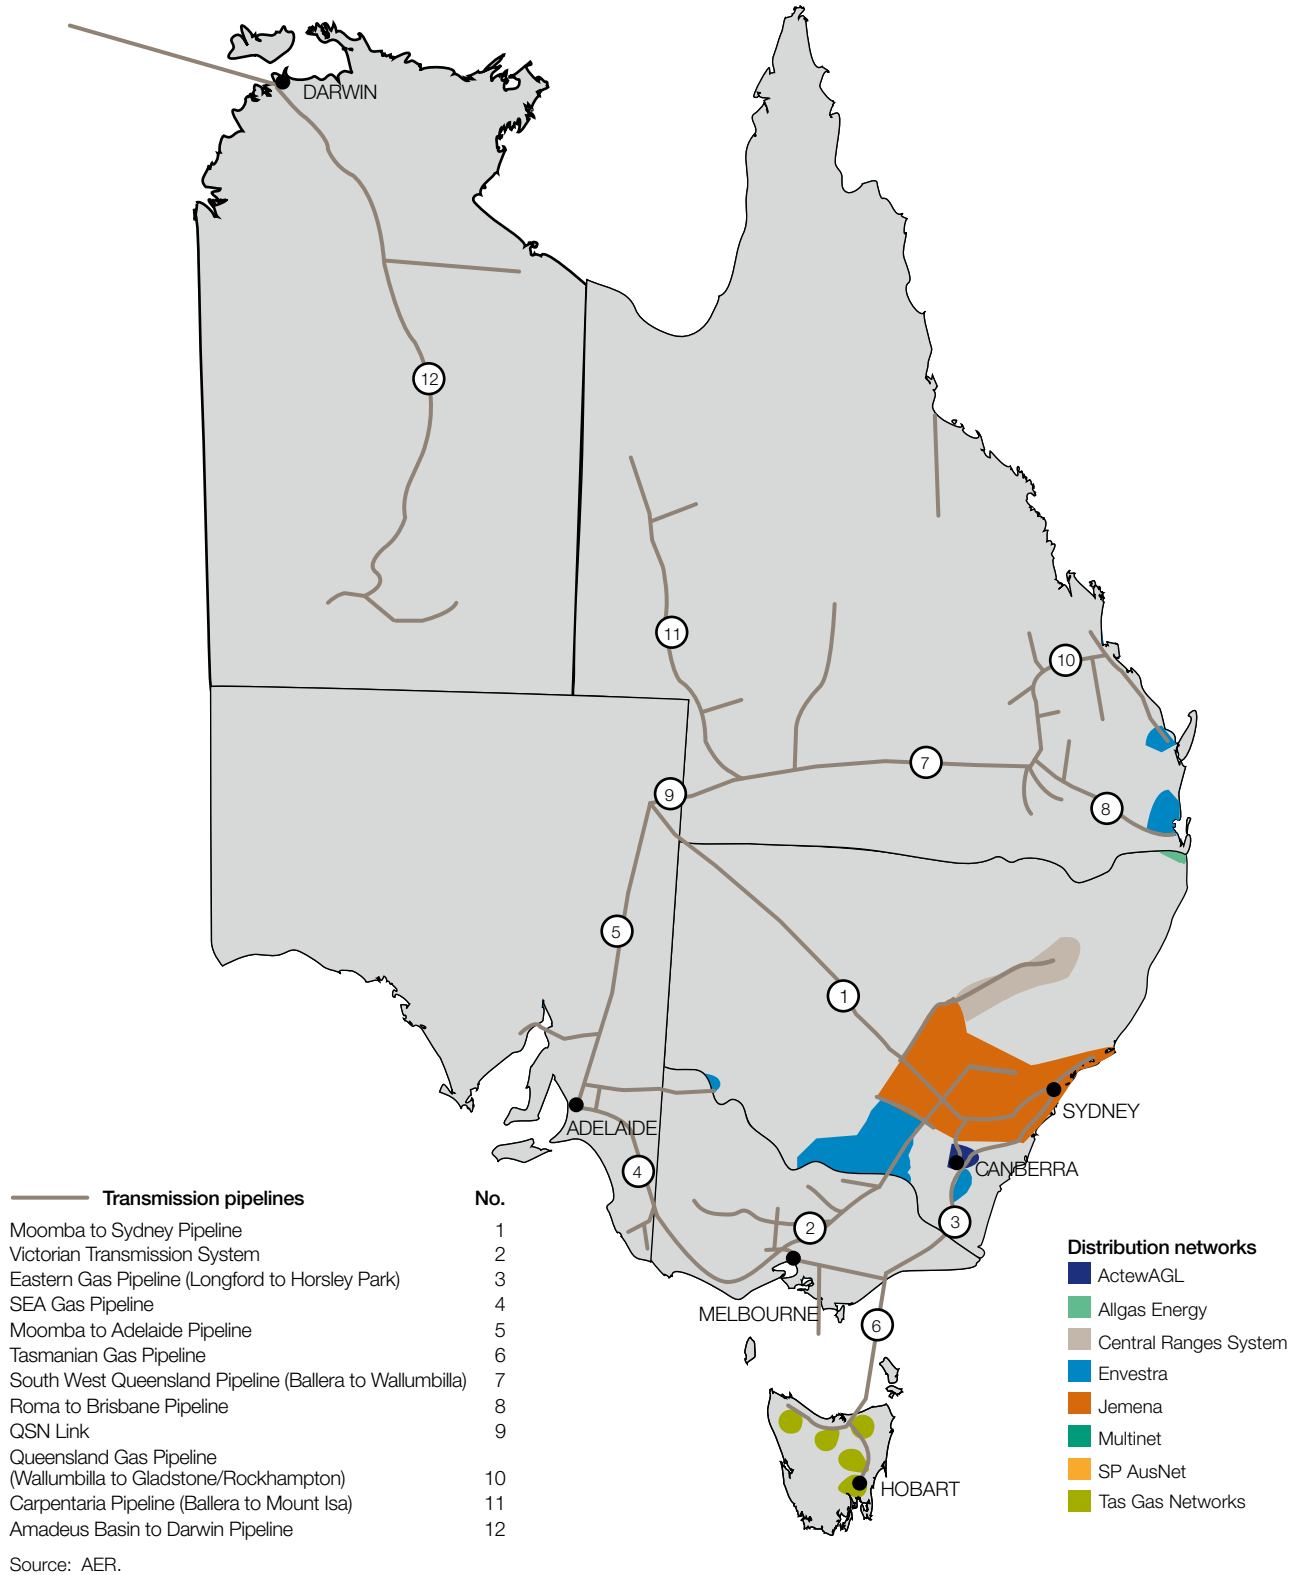 DARWIN
12
11
10
7
9
8
5
1
SYDNEY
ADELAIDE
CANBERRA
4
3
2
MELBOURNE
6
HOBART
Transmission pipelines No.
Moomba to Sydney Pipeline 1
Victorian Transmission System 2
Eastern Gas Pipeline (Longford to Horsley Park) 3
SEA Gas Pipeline 4
Moomba to Adelaide Pipeline 5
Tasmanian Gas Pipeline 6
South West Queensland Pipeline (Ballera to Wallumbilla) 7
Roma to Brisbane Pipeline 8
QSN Link 9
Queensland Gas Pipeline
(Wallumbilla to Gladstone/Rockhampton) 10
Carpentaria Pipeline (Ballera to Mount Isa) 11
Amadeus Basin to Darwin Pipeline 12
Source: AER.
Distribution networks
ActewAGL
Allgas Energy
Central Ranges System
Envestra
Jemena
Multinet
SP AusNet
Tas Gas Networks